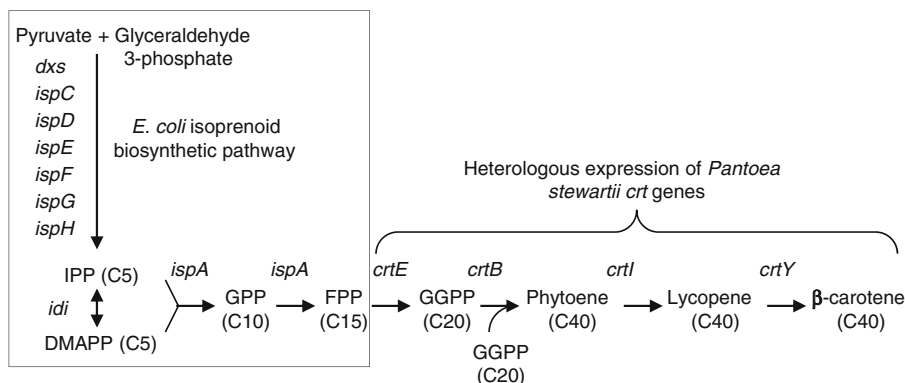 Pyruvate + Glyceraldehyde
3-phosphate
dxs
ispC
ispD
ispE
ispF
ispG
ispH
E. coli isoprenoid
biosynthetic pathway
Heterologous expression of Pantoea
stewartii crt genes
ispA ispA crtE crtB crtI crtY
IPP (C5)
idi
DMAPP (C5)
GPP FPP GGPP Phytoene Lycopene β-carotene
(C10) (C15) (C20) (C40) (C40) (C40)
GGPP
(C20)